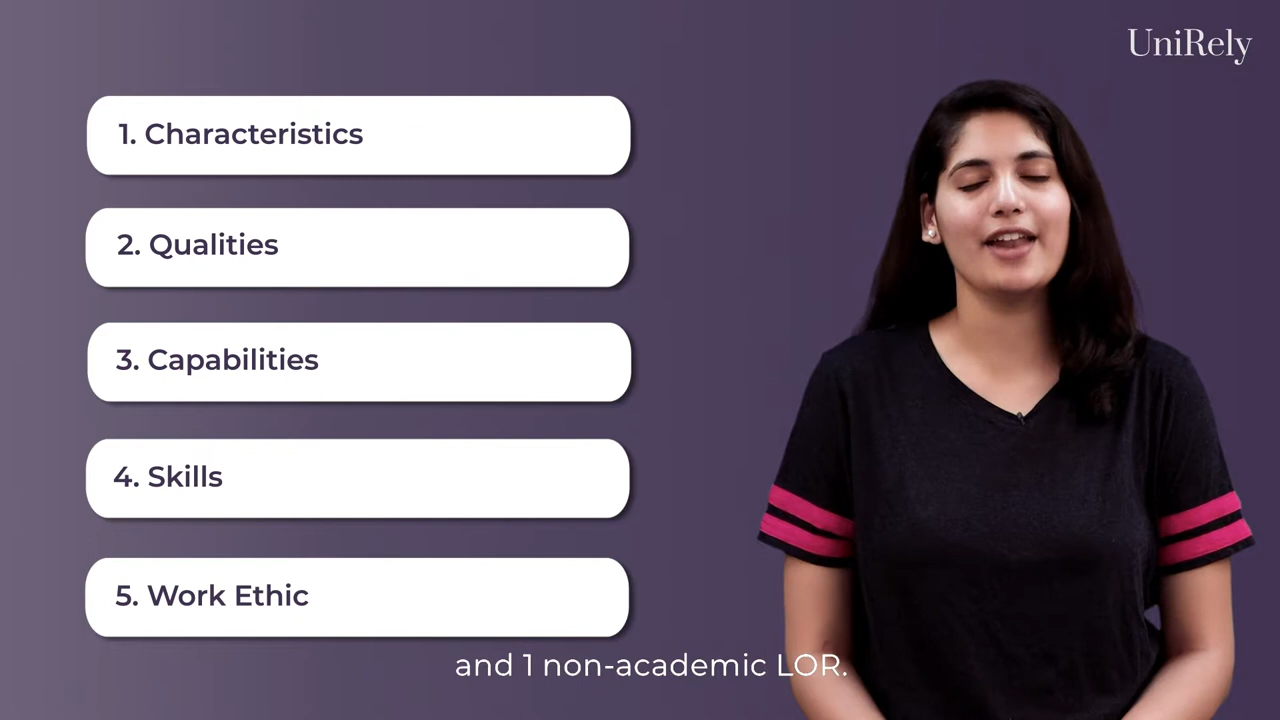 UniRely
1. Characteristics
2. Qualities
3. Capabilities
4. Skills
5. Work Ethic
and 1 non-academic LOR.